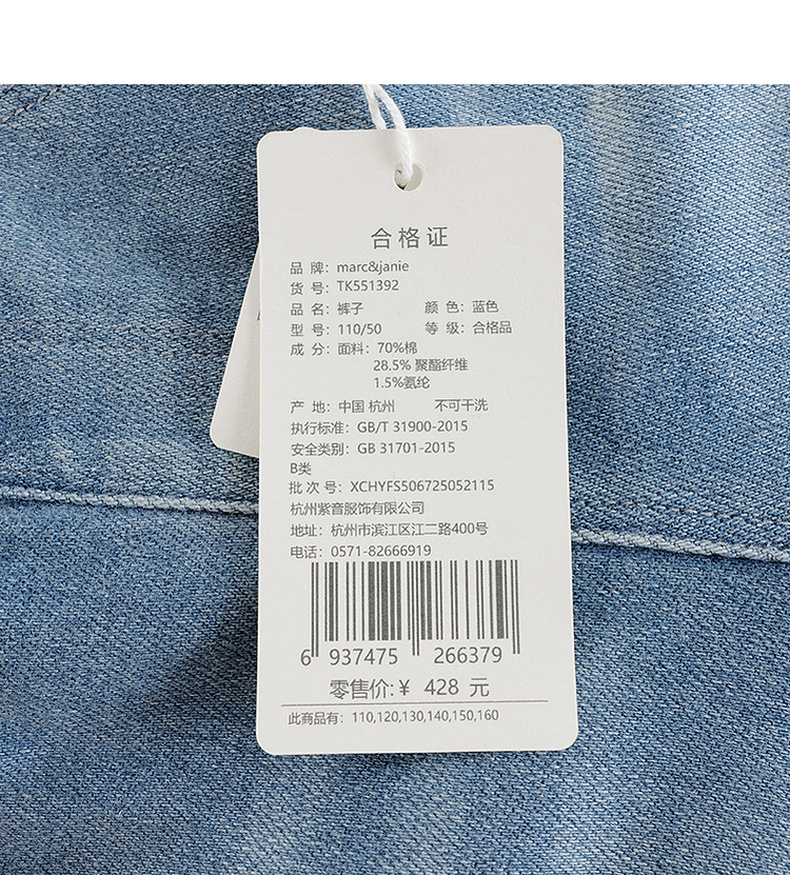 合格证
品 牌：marc&janie
货 号：TK551392
品 名：裤子 颜 色：蓝色
型 号：110/50 等 级：合格品
成 分：面料：70%棉
28.5% 聚酯纤维
1.5%氨纶
产 地：中国 杭州 不可干洗
执行标准：GB/T 31900-2015
安全类别：GB 31701-2015
B类
批 次 号：XCHYFS506725052115
杭州紫音服饰有限公司
地址：杭州市滨江区江二路400号
电话：0571-82666919
6 937475 266379
零售价:￥ 428 元
此商品有：110,120,130,140,150,160